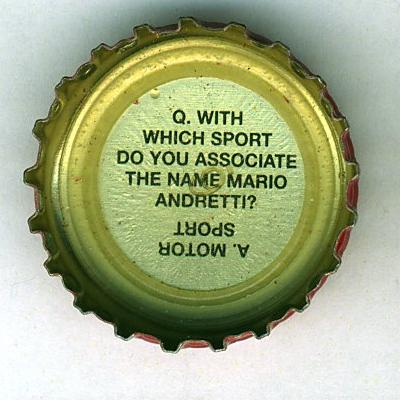 Q. WITH
WHICH SPORT
DO YOU ASSOCIATE
THE NAME MARIO
ANDRETTI?
A. MOTOR
SPORT